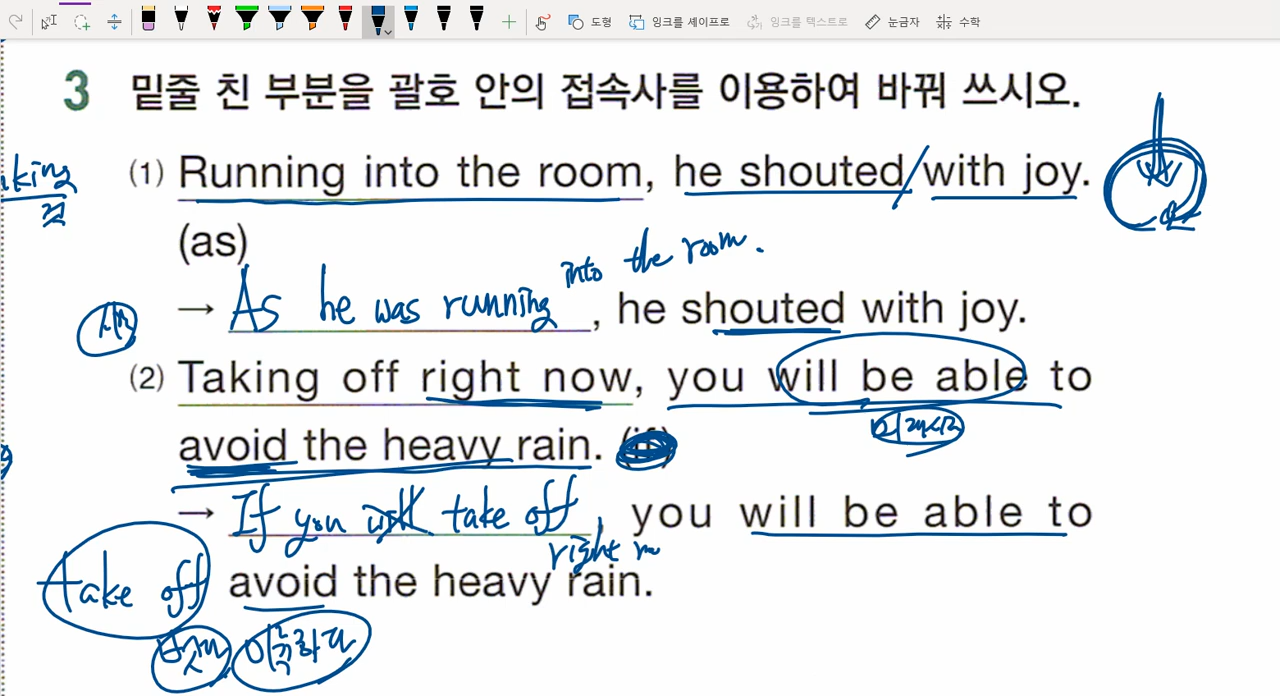 도형 잉크를 셰이프로 잉크를 텍스트로 눈금자 수학
3 밑줄 친 부분을 괄호 안의 접속사를 이용하여 바꿔 쓰시오.
(1) Running into the room, he shouted with joy.
(as)
into the room.
→ As he was running, he shouted with joy.
(2) Taking off right now, you will be able to
avoid the heavy rain. (if)
→ If you will take off, you will be able to
right
avoid the heavy rain.
take off
이륙하다